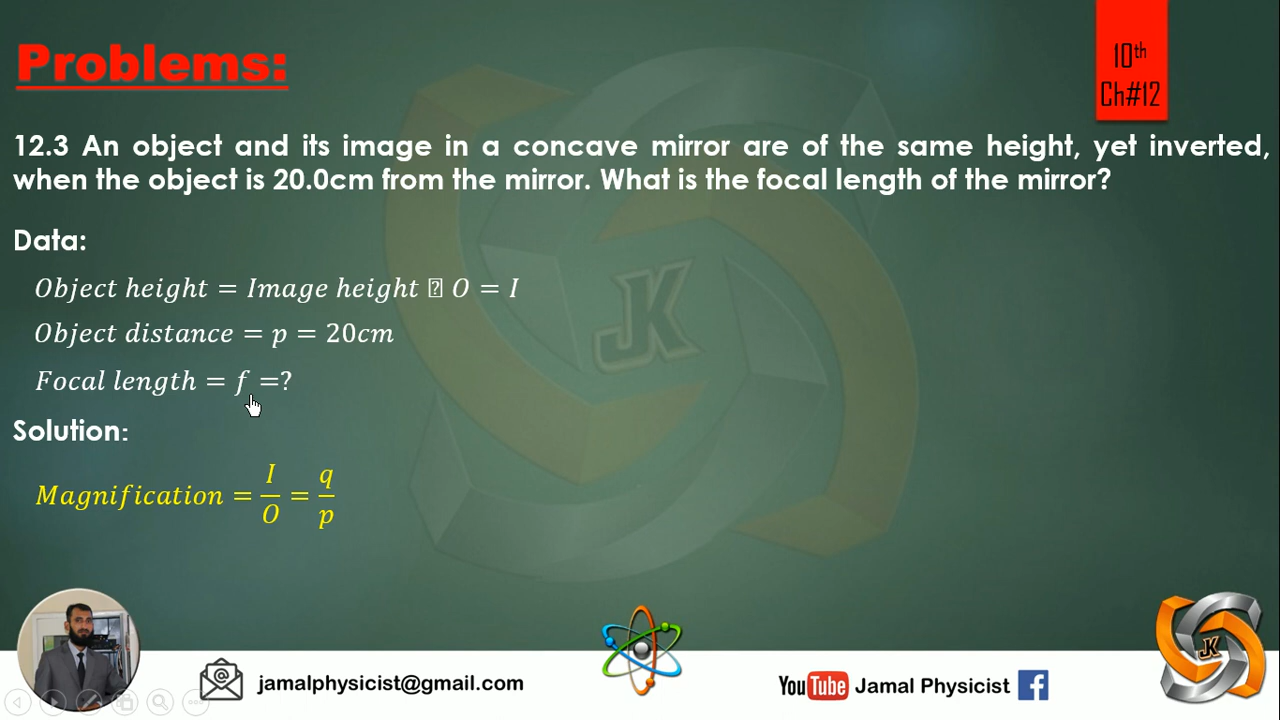 Problems:
10th
Ch#12
12.3 An object and its image in a concave mirror are of the same height, yet inverted,
when the object is 20.0cm from the mirror. What is the focal length of the mirror?
Data:
Object height = Image height ⍰ O = I
Object distance = p = 20cm
Focal length = f =?
Solution:
Magnification = I/O = q/p
JK
jamalphysicist@gmail.com
YouTube Jamal Physicist f
JK